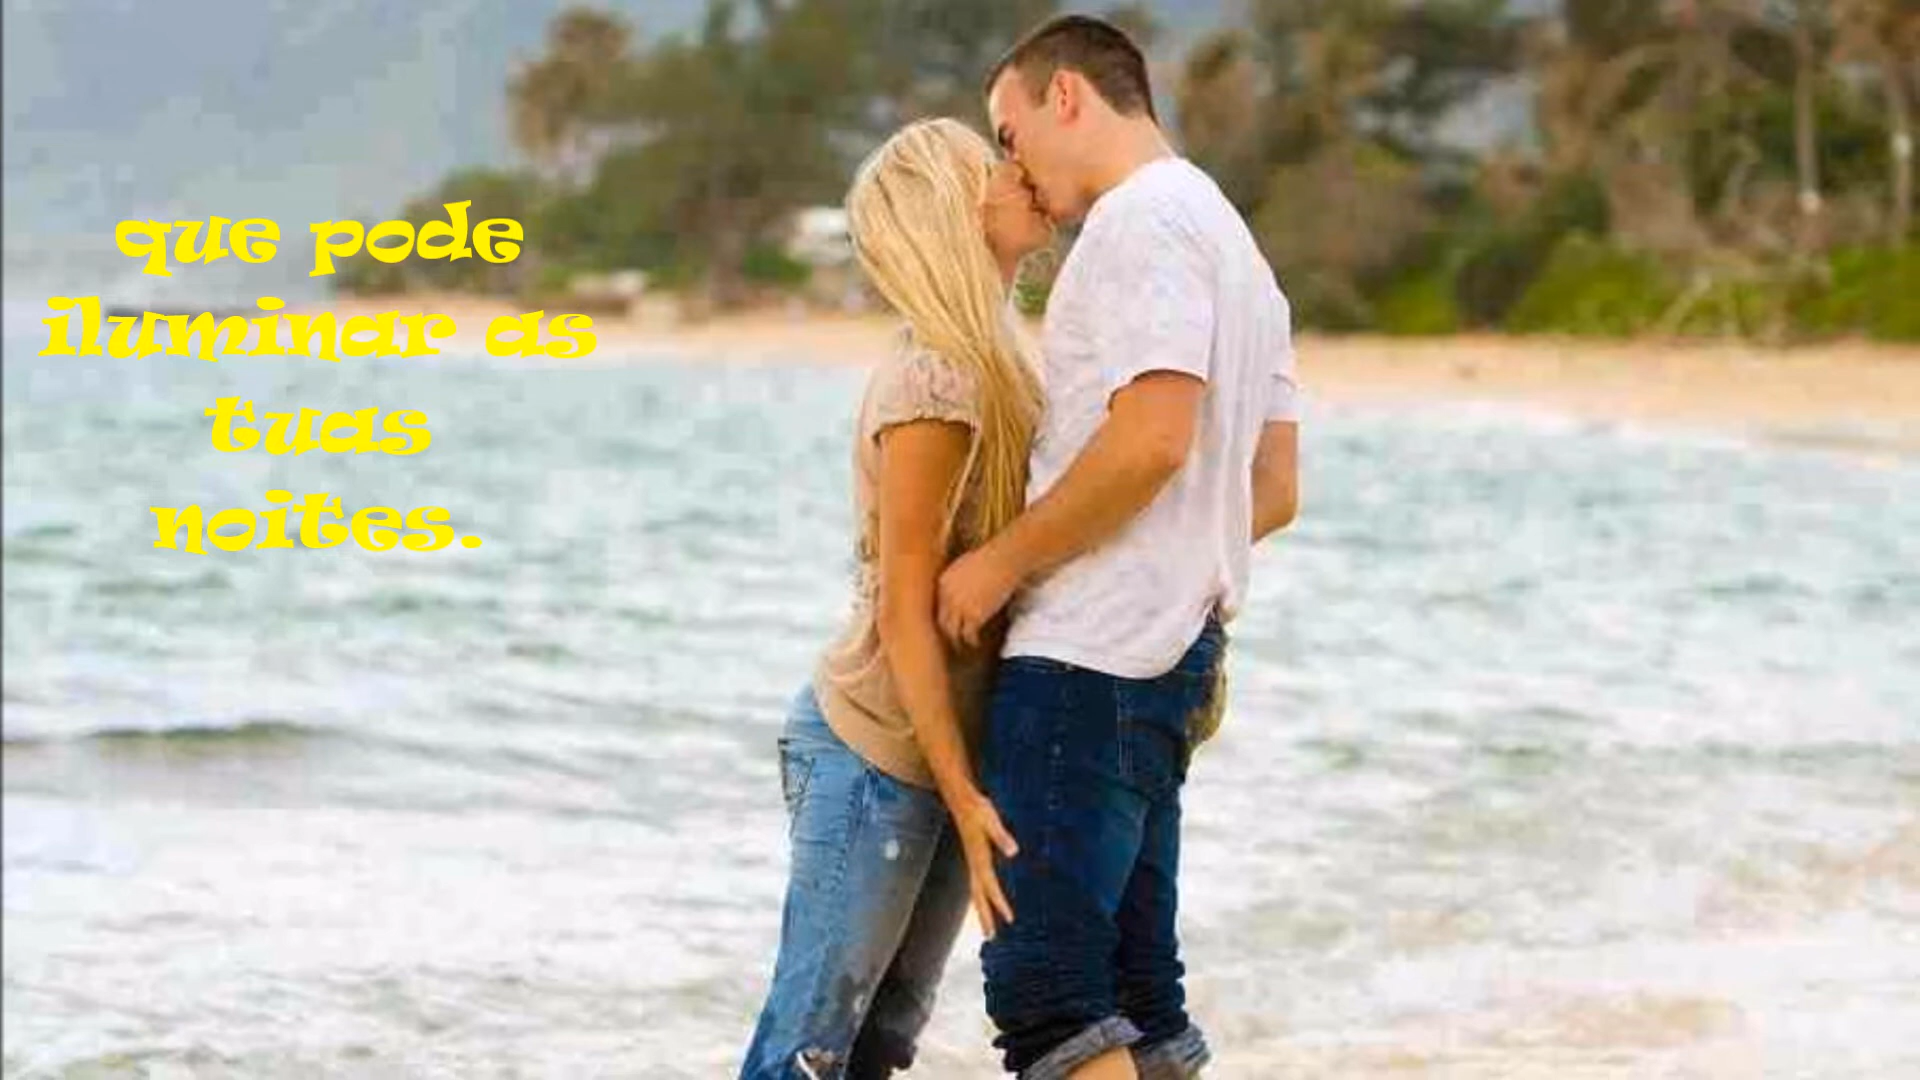 que pode
iluminar as
tuas
noites.